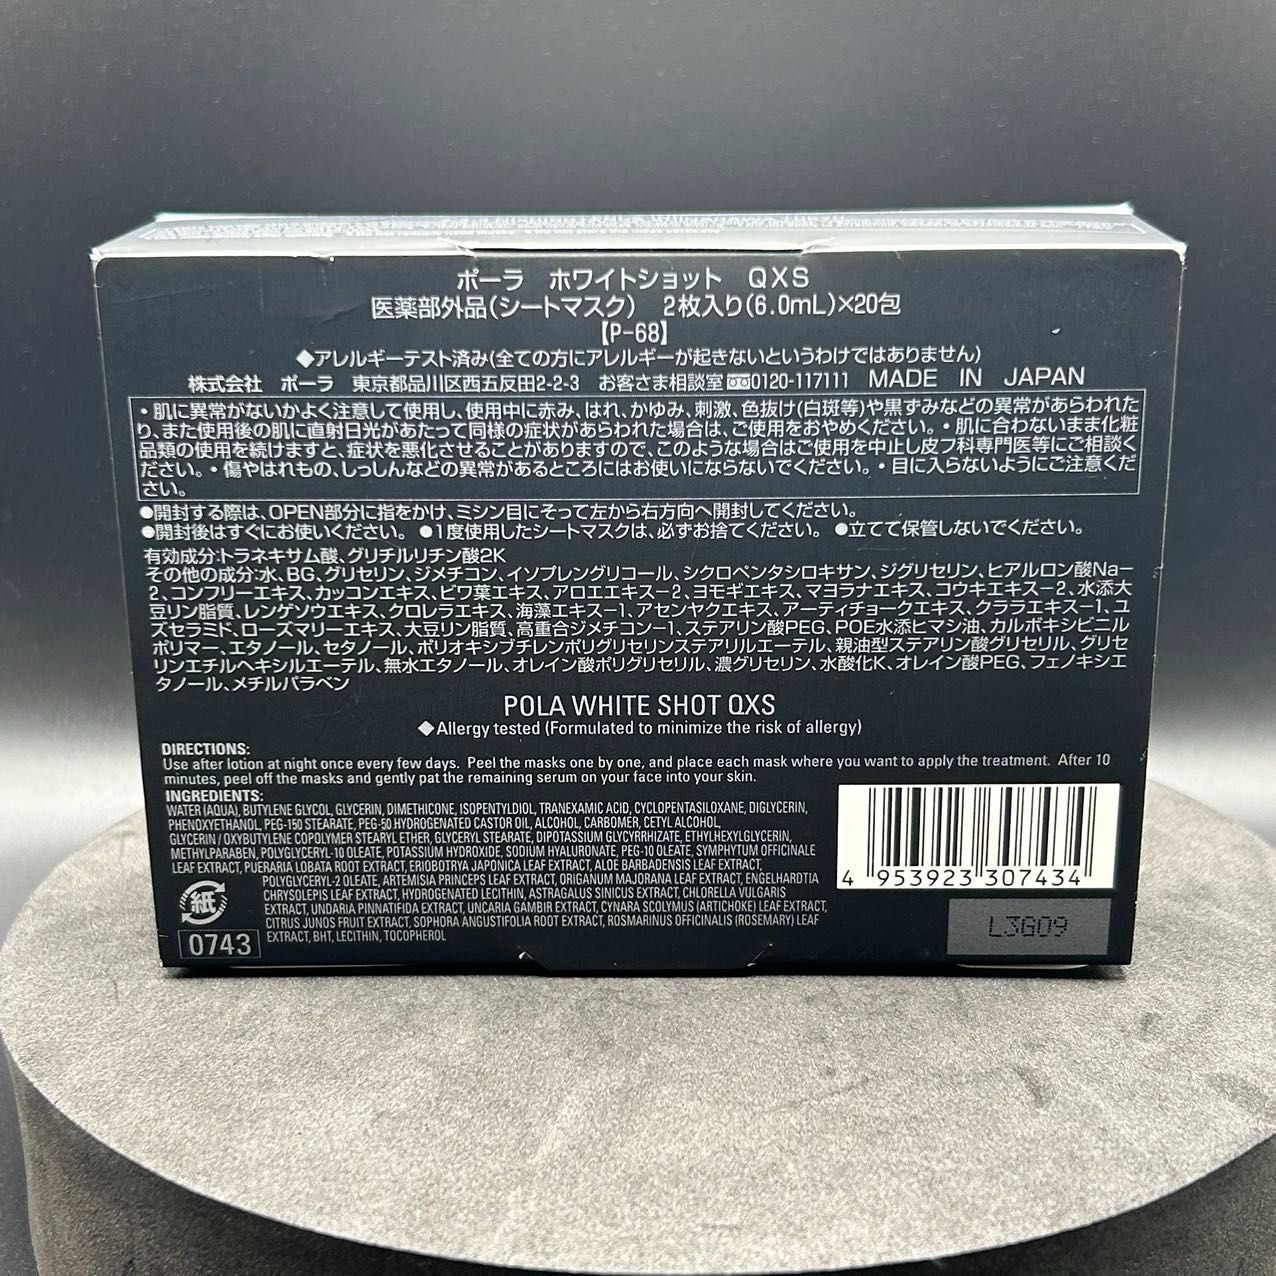 ポーラ ホワイトショット QXS
医薬部外品(シートマスク) 2枚入り(6.0mL)×20包
【P-68】
◆アレルギーテスト済み(全ての方にアレルギーが起きないというわけではありません)
株式会社 ポーラ 東京都品川区西五反田2-2-3 お客さま相談室 0120-117111 MADE IN JAPAN
・肌に異常がないかよく注意して使用し、使用中に赤み、はれ、かゆみ、刺激、色抜け(白斑等)や黒ずみなどの異常があらわれた
り、また使用後の肌に直射日光があたって同様の症状があらわれた場合は、ご使用をおやめください。・肌に合わないまま化粧
品類の使用を続けますと、症状を悪化させることがありますので、このような場合はご使用を中止し皮フ科専門医等にご相談く
ださい。・傷やはれもの、しっしんなどの異常があるところにはお使いにならないでください。・目に入らないようにご注意くだ
さい。
●開封する際は、OPEN部分に指をかけ、ミシン目にそって左から右方向へ開封してください。
●開封後はすぐにお使いください。 ●1度使用したシートマスクは、必ずお捨てください。 ●立てて保管しないでください。
有効成分:トラネキサム酸、グリチルリチン酸2K
その他の成分:水、BG、グリセリン、ジメチコン、イソプレングリコール、シクロペンタシロキサン、ジグリセリン、ヒアルロン酸Na-
2、コンフリーエキス、カッコンエキス、ビワ葉エキス、アロエエキス-2、ヨモギエキス、マヨラナエキス、コウキエキス-2、水添大
豆リン脂質、レンゲソウエキス、クロレラエキス、海藻エキス-1、アセンヤクエキス、アーティチョークエキス、クララエキス-1、ユ
ズセラミド、ローズマリーエキス、大豆リン脂質、高重合ジメチコン-1、ステアリン酸PEG、POE水添ヒマシ油、カルボキシビニル
ポリマー、エタノール、セタノール、ポリオキシブチレンポリグリセリンステアリルエーテル、親油型ステアリン酸グリセリル、グリセ
リンエチルヘキシルエーテル、無水エタノール、オレイン酸ポリグリセリル、濃グリセリン、水酸化K、オレイン酸PEG、フェノキシエ
タノール、メチルパラベン
POLA WHITE SHOT QXS
◆Allergy tested (Formulated to minimize the risk of allergy)
DIRECTIONS:
Use after lotion at night once every few days. Peel the masks one by one, and place each mask where you want to apply the treatment. After 10
minutes, peel off the masks and gently pat the remaining serum on your face into your skin.
INGREDIENTS:
WATER (AQUA), BUTYLENE GLYCOL, GLYCERIN, DIMETHICONE, ISOPENTYLDIOL, TRANEXAMIC ACID, CYCLOPENTASILOXANE, DIGLYCERIN,
PHENOXYETHANOL, PEG-150 STEARATE, PEG-50 HYDROGENATED CASTOR OIL, ALCOHOL, CARBOMER, CETYL ALCOHOL,
GLYCERIN / OXYBUTYLENE COPOLYMER STEARYL ETHER, GLYCERYL STEARATE, DIPOTASSIUM GLYCYRRHIZATE, ETHYLHEXYLGLYCERIN,
METHYLPARABEN, POLYGLYCERYL-10 OLEATE, POTASSIUM HYDROXIDE, SODIUM HYALURONATE, PEG-10 OLEATE, SYMPHYTUM OFFICINALE
LEAF EXTRACT, PUERARIA LOBATA ROOT EXTRACT, ERIOBOTRYA JAPONICA LEAF EXTRACT, ALOE BARBADENSIS LEAF EXTRACT,
POLYGLYCERYL-2 OLEATE, ARTEMISIA PRINCEPS LEAF EXTRACT, ORIGANUM MAJORANA LEAF EXTRACT, ENGELHARDTIA
CHRYSOLEPIS LEAF EXTRACT, HYDROGENATED LECITHIN, ASTRAGALUS SINICUS EXTRACT, CHLORELLA VULGARIS
EXTRACT, UNDARIA PINNATIFIDA EXTRACT, UNCARIA GAMBIR EXTRACT, CYNARA SCOLYMUS (ARTICHOKE) LEAF EXTRACT,
CITRUS JUNOS FRUIT EXTRACT, SOPHORA ANGUSTIFOLIA ROOT EXTRACT, ROSMARINUS OFFICINALIS (ROSEMARY) LEAF
EXTRACT, BHT, LECITHIN, TOCOPHEROL
紙
0743
4 953923 307434
L3G09